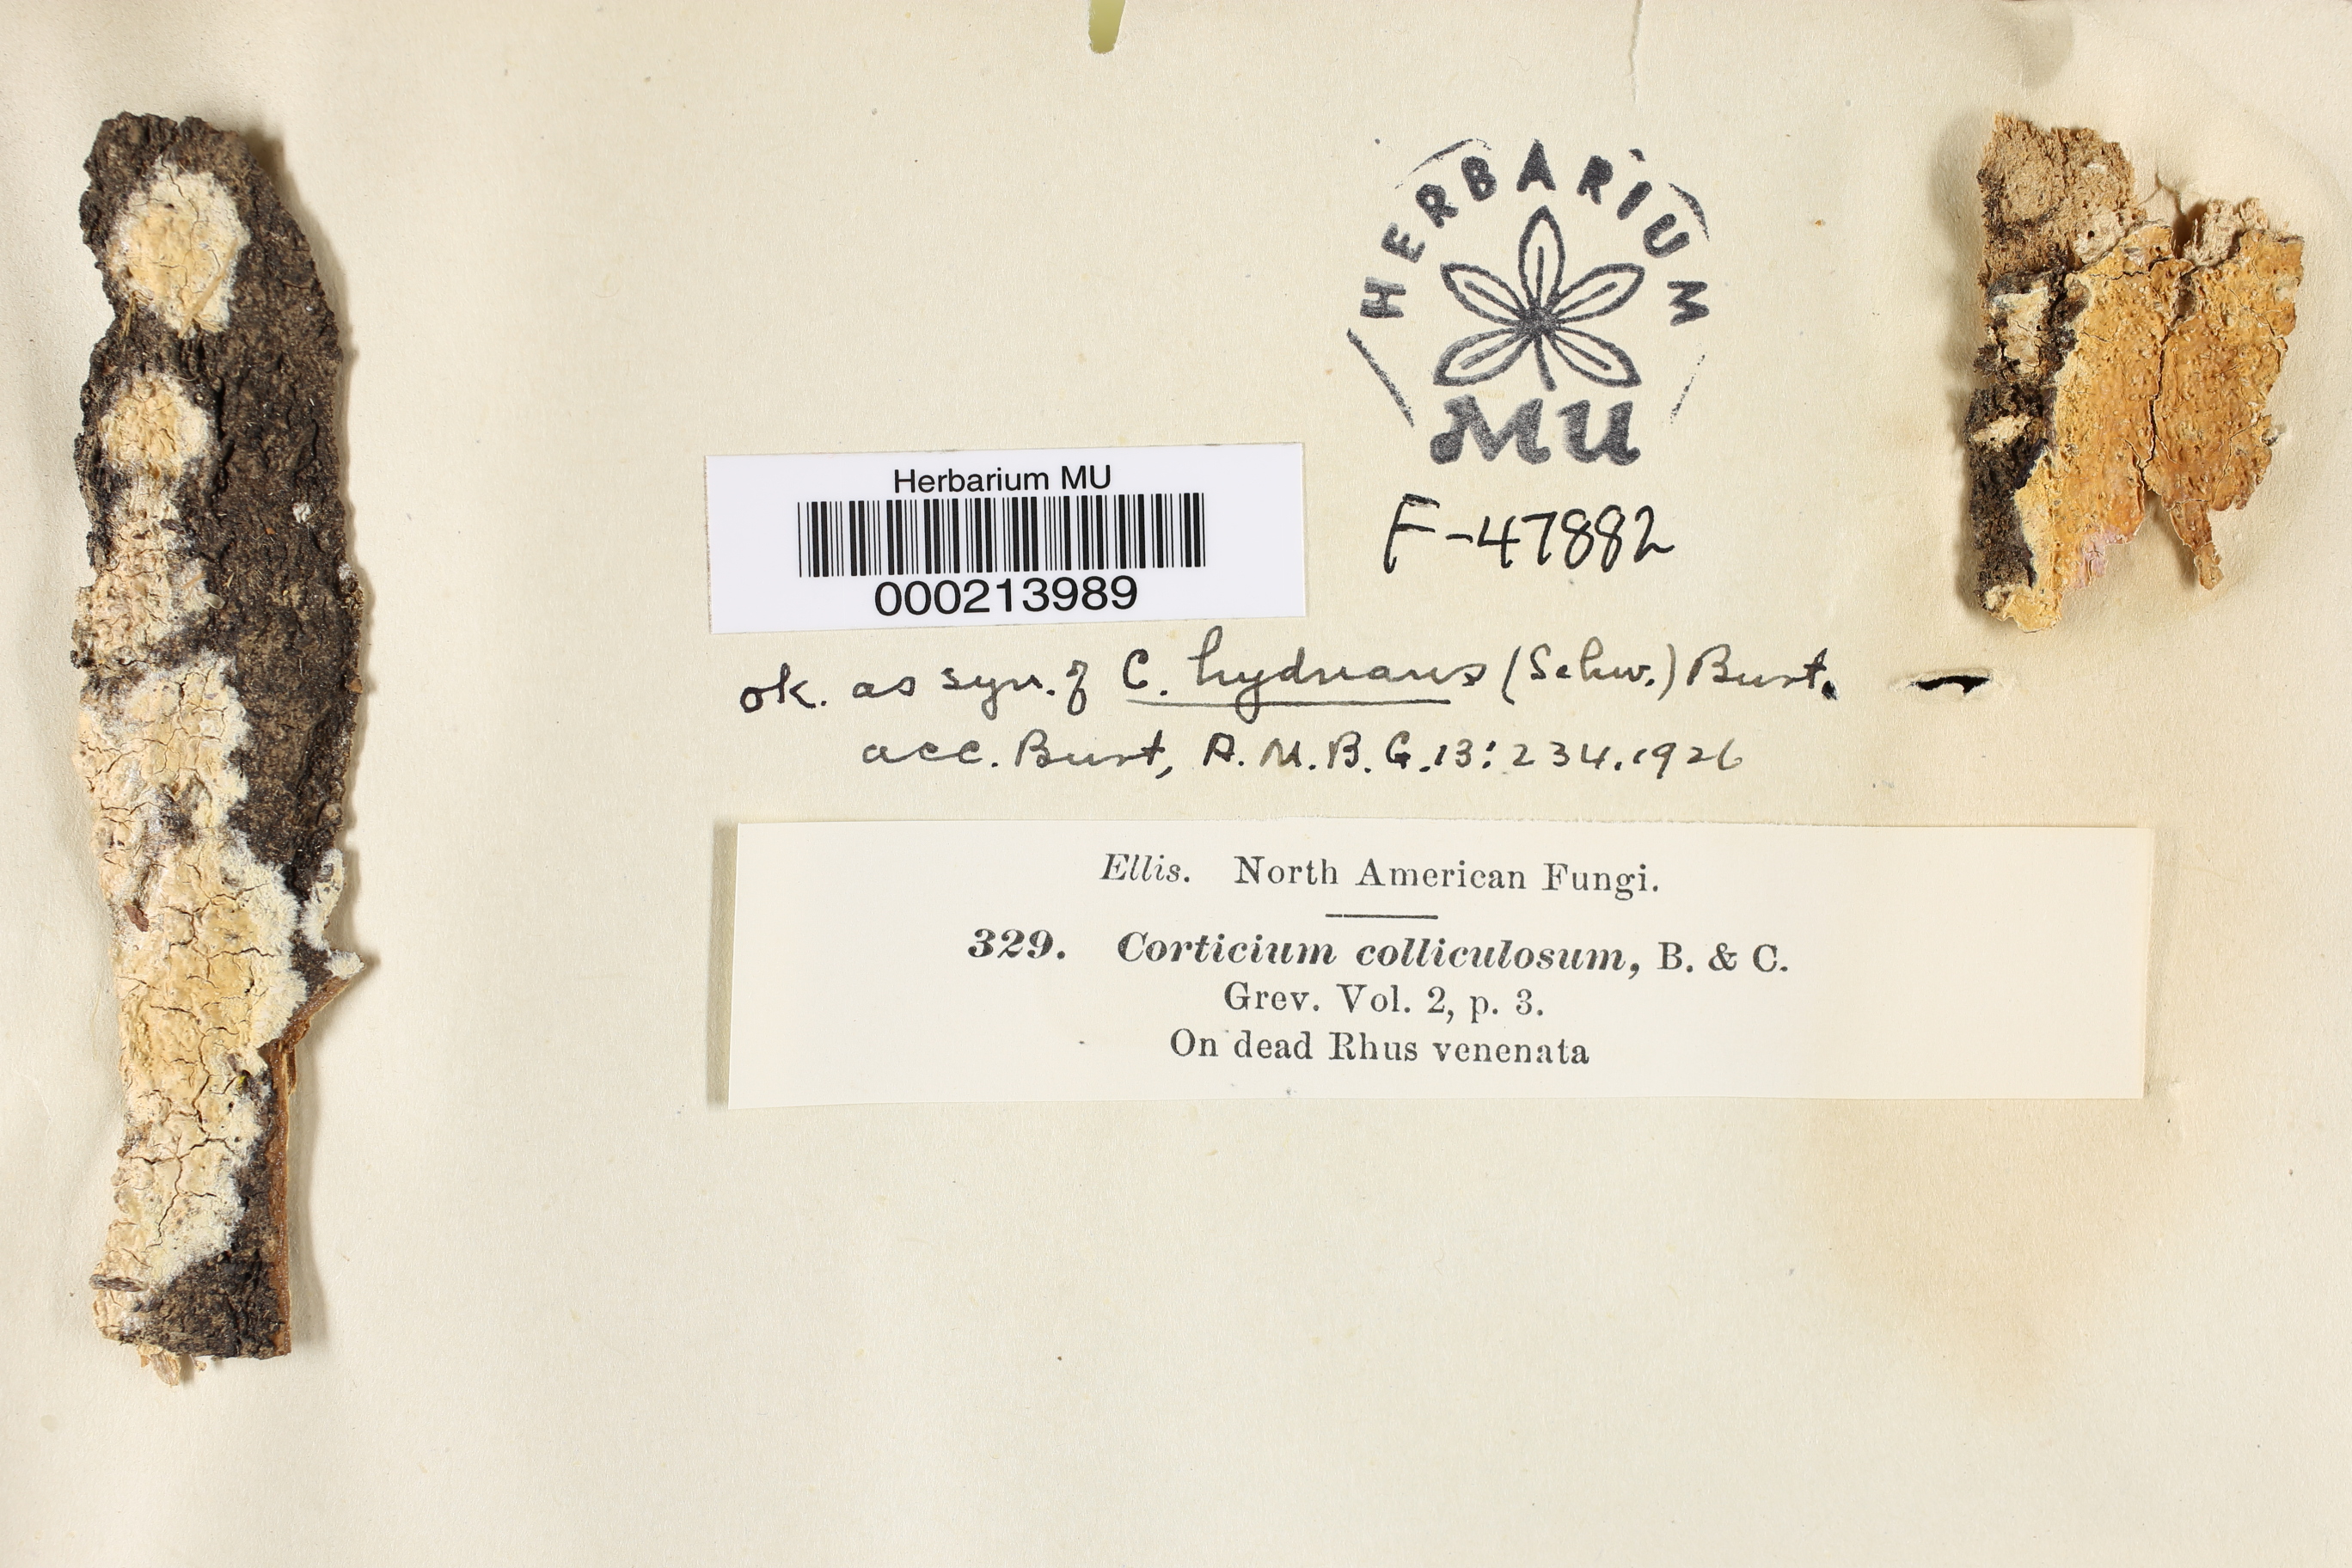 HERBARIUM
MU
Herbarium MU
000213989
F-47882
ok. as syn. of C. hydnans (Schw.) Burt.
acc. Burt, A.M.B.G. 13: 234. 1926
Ellis. North American Fungi.
329. Corticium colliculosum, B. & C.
Grev. Vol. 2, p. 3.
On dead Rhus venenata